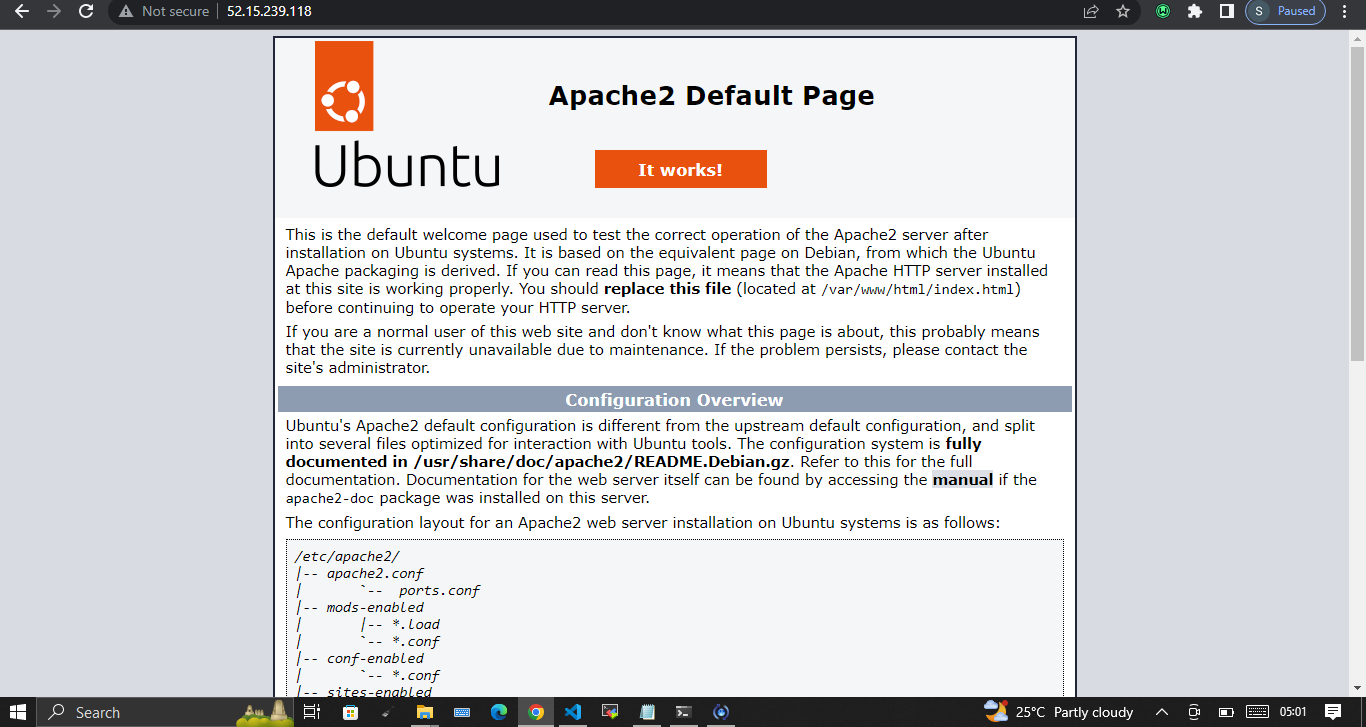 Not secure 52.15.239.118
S Paused
Apache2 Default Page
Ubuntu
It works!
This is the default welcome page used to test the correct operation of the Apache2 server after
installation on Ubuntu systems. It is based on the equivalent page on Debian, from which the Ubuntu
Apache packaging is derived. If you can read this page, it means that the Apache HTTP server installed
at this site is working properly. You should replace this file (located at /var/www/html/index.html)
before continuing to operate your HTTP server.
If you are a normal user of this web site and don't know what this page is about, this probably means
that the site is currently unavailable due to maintenance. If the problem persists, please contact the
site's administrator.
Configuration Overview
Ubuntu's Apache2 default configuration is different from the upstream default configuration, and split
into several files optimized for interaction with Ubuntu tools. The configuration system is fully
documented in /usr/share/doc/apache2/README.Debian.gz. Refer to this for the full
documentation. Documentation for the web server itself can be found by accessing the manual if the
apache2-doc package was installed on this server.
The configuration layout for an Apache2 web server installation on Ubuntu systems is as follows:
/etc/apache2/
|-- apache2.conf
|       `--  ports.conf
|-- mods-enabled
|       |-- *.load
|       `-- *.conf
|-- conf-enabled
|       `-- *.conf
|-- sites-enabled
Search
25°C Partly cloudy
05:01